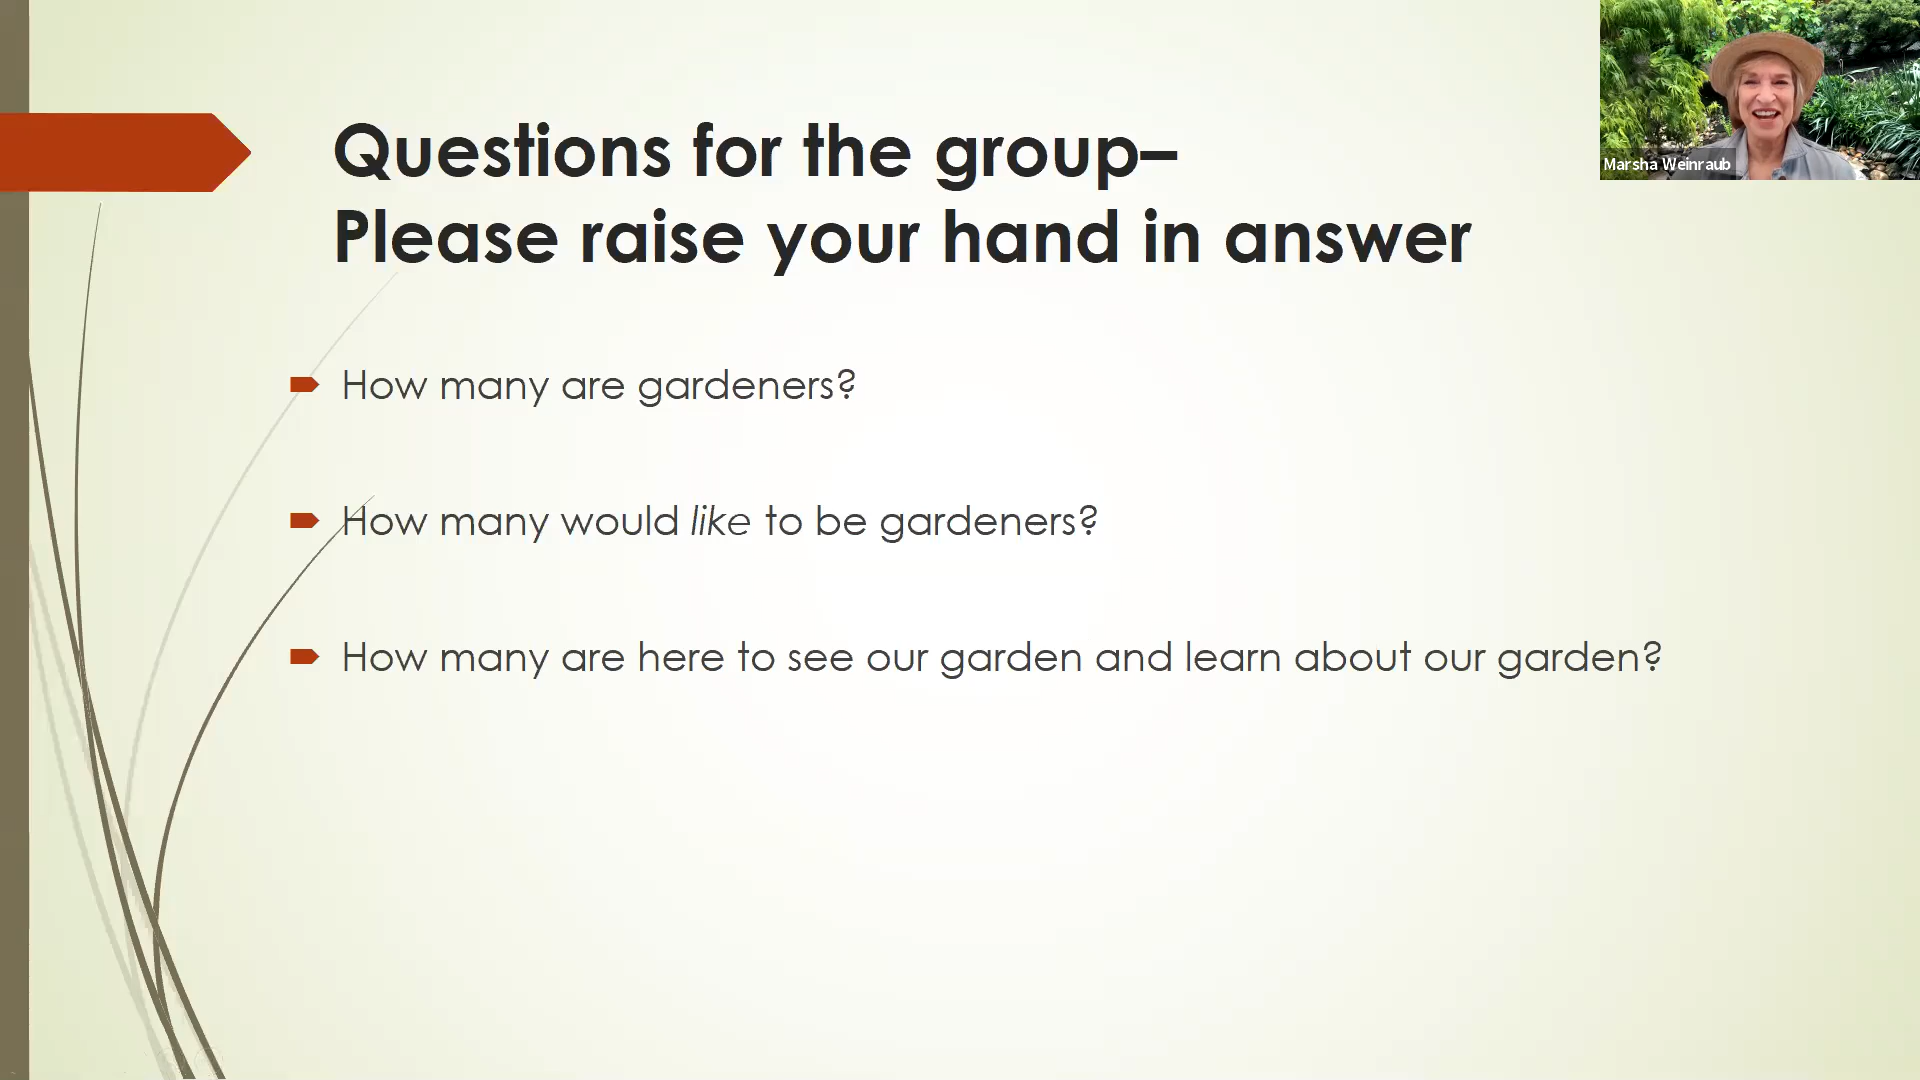 Questions for the group–
Please raise your hand in answer
How many are gardeners?
How many would like to be gardeners?
How many are here to see our garden and learn about our garden?
Marsha Weinraub